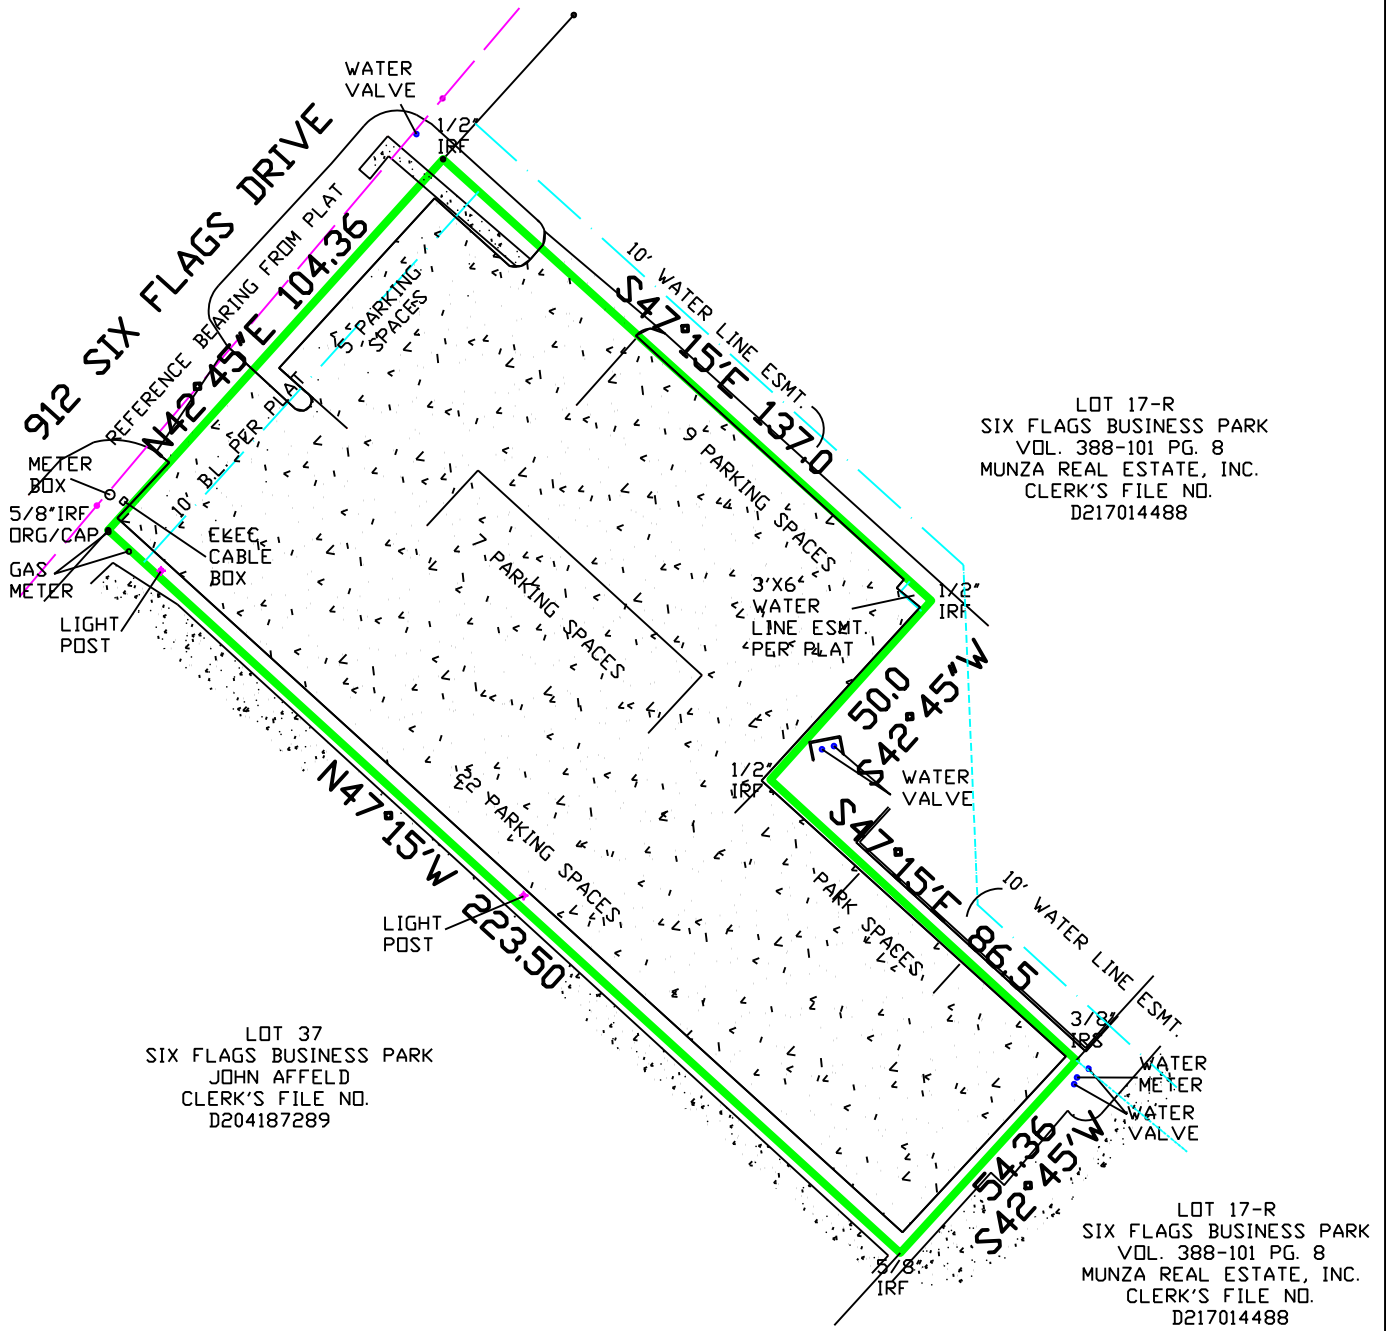 WATER
VALVE
1/2"
IRF
912 SIX FLAGS DRIVE
REFERENCE BEARING FROM PLAT
N42°45"E 104.36
5 PARKING
SPACES
10' B.L. PER PLAT
10' WATER LINE ESMT.
S47°15'E 137.0
9 PARKING SPACES
LOT 17-R
SIX FLAGS BUSINESS PARK
VOL. 388-101 PG. 8
MUNZA REAL ESTATE, INC.
CLERK'S FILE NO.
D217014488
METER
BOX
5/8"IRF
ORG/CAP
GAS
METER
ELEC
CABLE
BOX
LIGHT
POST
7 PARKING SPACES
3'X6'
WATER
LINE ESMT.
PER PLAT
1/2"
IRF
50.0
S42°45"W
1/2"
IRF
WATER
VALVE
22 PARKING SPACES
N47°15'W 223.50
LIGHT
POST
S47°15'E 86.5
PARK SPACES
10' WATER LINE ESMT.
3/8"
IRS
WATER
METER
WATER
VALVE
54.36
S42°45'W
LOT 37
SIX FLAGS BUSINESS PARK
JOHN AFFELD
CLERK'S FILE NO.
D204187289
5/8"
IRF
LOT 17-R
SIX FLAGS BUSINESS PARK
VOL. 388-101 PG. 8
MUNZA REAL ESTATE, INC.
CLERK'S FILE NO.
D217014488